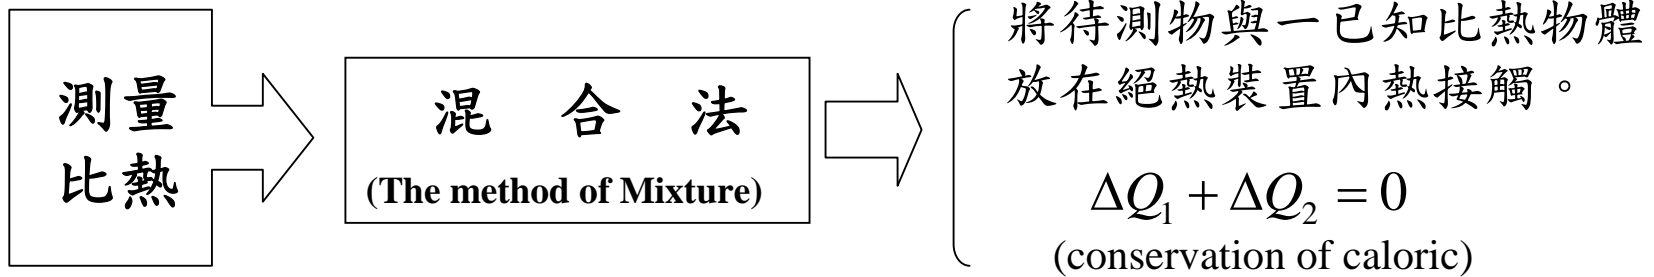 測量
比熱
混 合 法
(The method of Mixture)
將待測物與一已知比熱物體
放在絕熱裝置內熱接觸。
ΔQ₁ + ΔQ₂ = 0
(conservation of caloric)